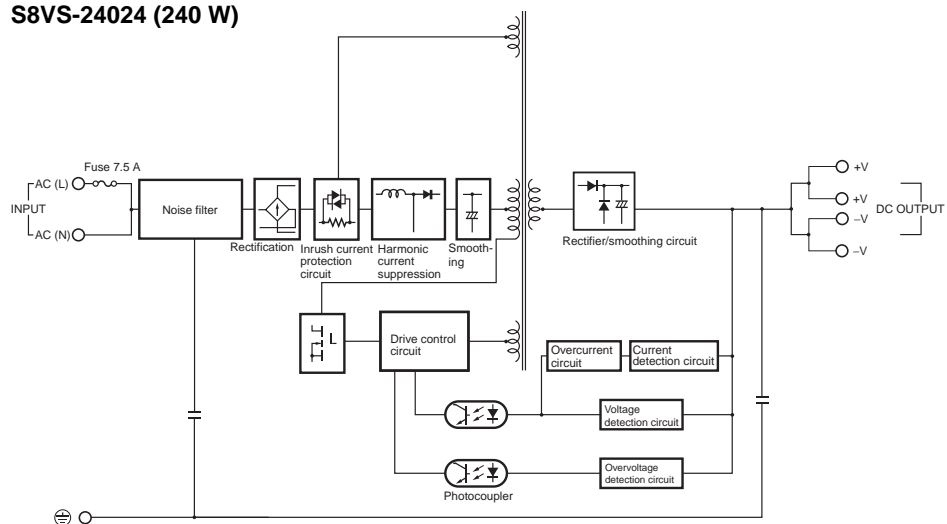 S8VS-24024 (240 W)
Fuse 7.5 A
AC (L)
INPUT
AC (N)
Noise filter
Rectification
Inrush current
protection
circuit
Harmonic
current
suppression
Smooth-
ing
Rectifier/smoothing circuit
+V
+V
–V
–V
DC OUTPUT
Drive control
circuit
Overcurrent
circuit
Current
detection circuit
Voltage
detection circuit
Overvoltage
detection circuit
Photocoupler